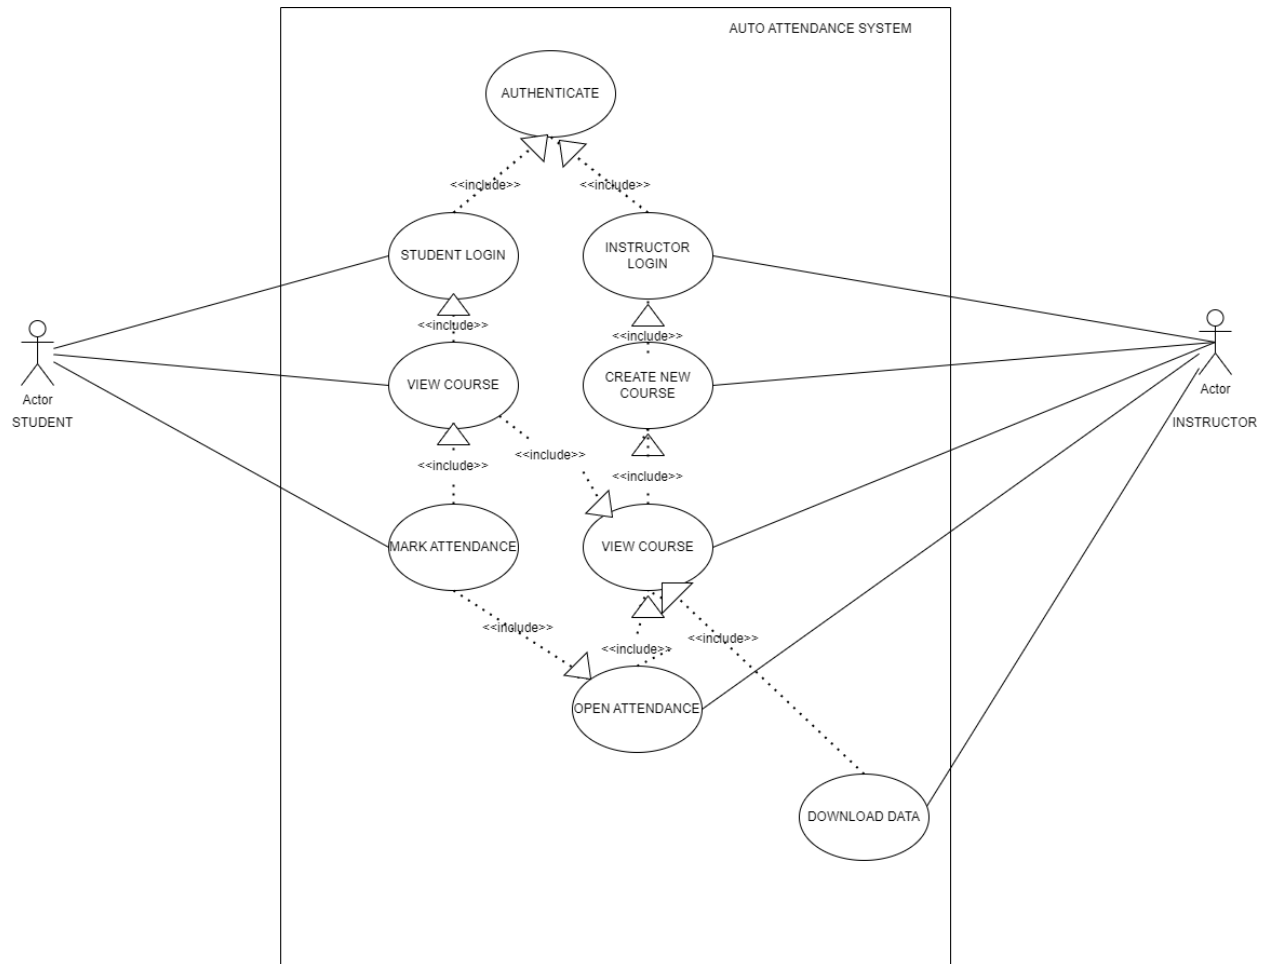 AUTO ATTENDANCE SYSTEM
AUTHENTICATE
<<include>>
<<include>>
STUDENT LOGIN
INSTRUCTOR
LOGIN
<<include>>
<<include>>
VIEW COURSE
CREATE NEW
COURSE
Actor
STUDENT
Actor
INSTRUCTOR
<<include>>
<<include>>
<<include>>
MARK ATTENDANCE
VIEW COURSE
<<include>>
<<include>>
<<include>>
OPEN ATTENDANCE
DOWNLOAD DATA